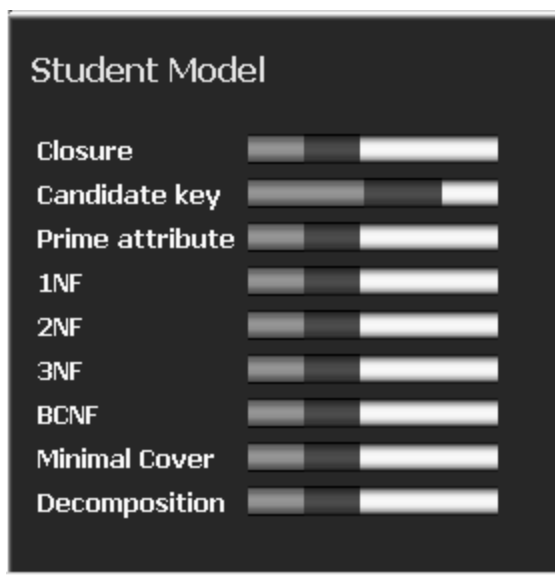 Student Model
Closure
Candidate key
Prime attribute
1NF
2NF
3NF
BCNF
Minimal Cover
Decomposition